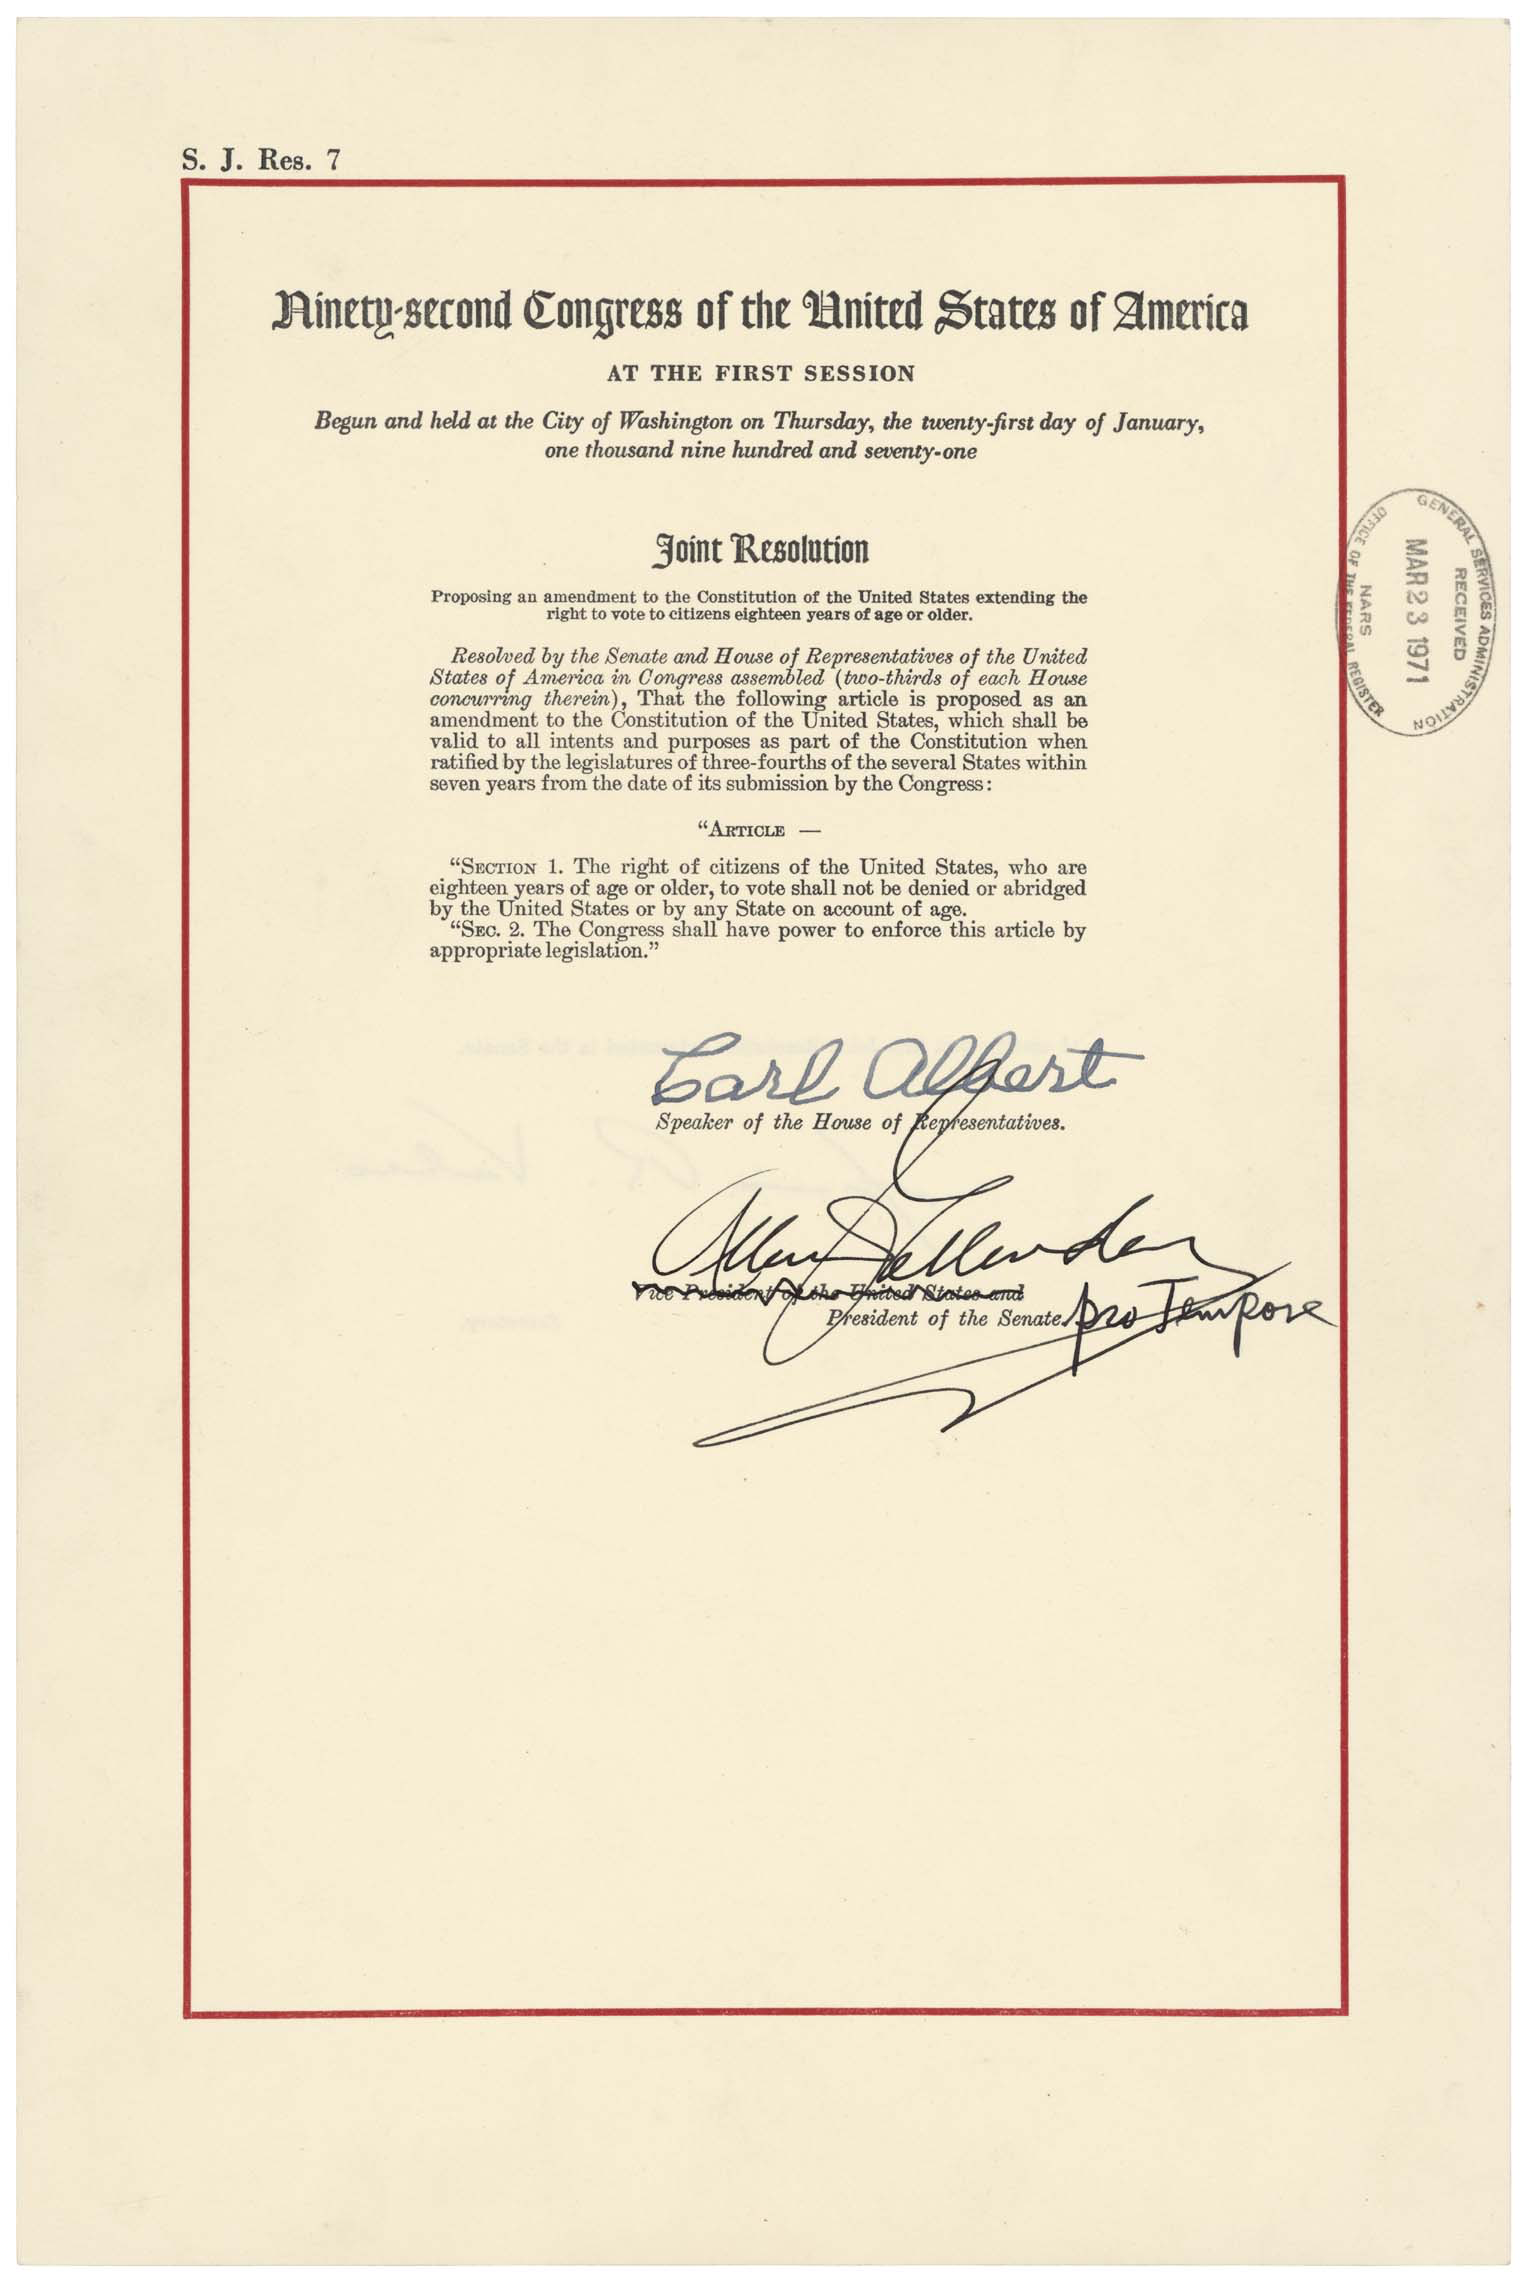 S. J. Res. 7
Ninety-second Congress of the United States of America
AT THE FIRST SESSION
Begun and held at the City of Washington on Thursday, the twenty-first day of January,
one thousand nine hundred and seventy-one
Joint Resolution
Proposing an amendment to the Constitution of the United States extending the
right to vote to citizens eighteen years of age or older.
Resolved by the Senate and House of Representatives of the United
States of America in Congress assembled (two-thirds of each House
concurring therein), That the following article is proposed as an
amendment to the Constitution of the United States, which shall be
valid to all intents and purposes as part of the Constitution when
ratified by the legislatures of three-fourths of the several States within
seven years from the date of its submission by the Congress:
“ARTICLE —
“SECTION 1. The right of citizens of the United States, who are
eighteen years of age or older, to vote shall not be denied or abridged
by the United States or by any State on account of age.
“SEC. 2. The Congress shall have power to enforce this article by
appropriate legislation.”
Carl Albert
Speaker of the House of Representatives.
Allen J. Ellender
Vice President of the United States and
President of the Senate. pro Tempore
GENERAL SERVICES ADMINISTRATION
RECEIVED
MAR 23 1971
NARS
OFFICE OF THE FEDERAL REGISTER